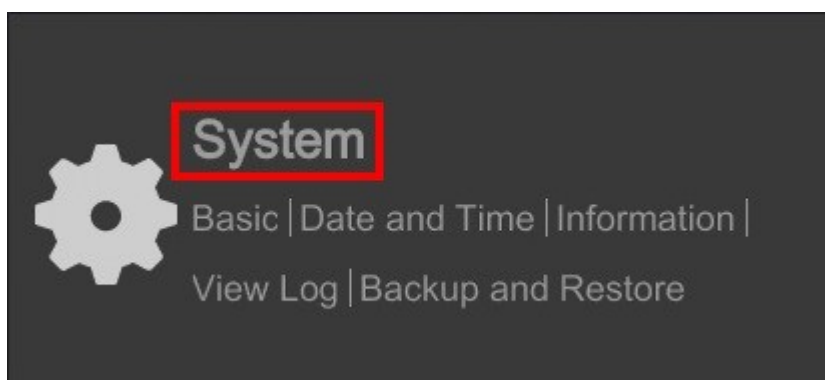 System
Basic | Date and Time | Information |
View Log | Backup and Restore